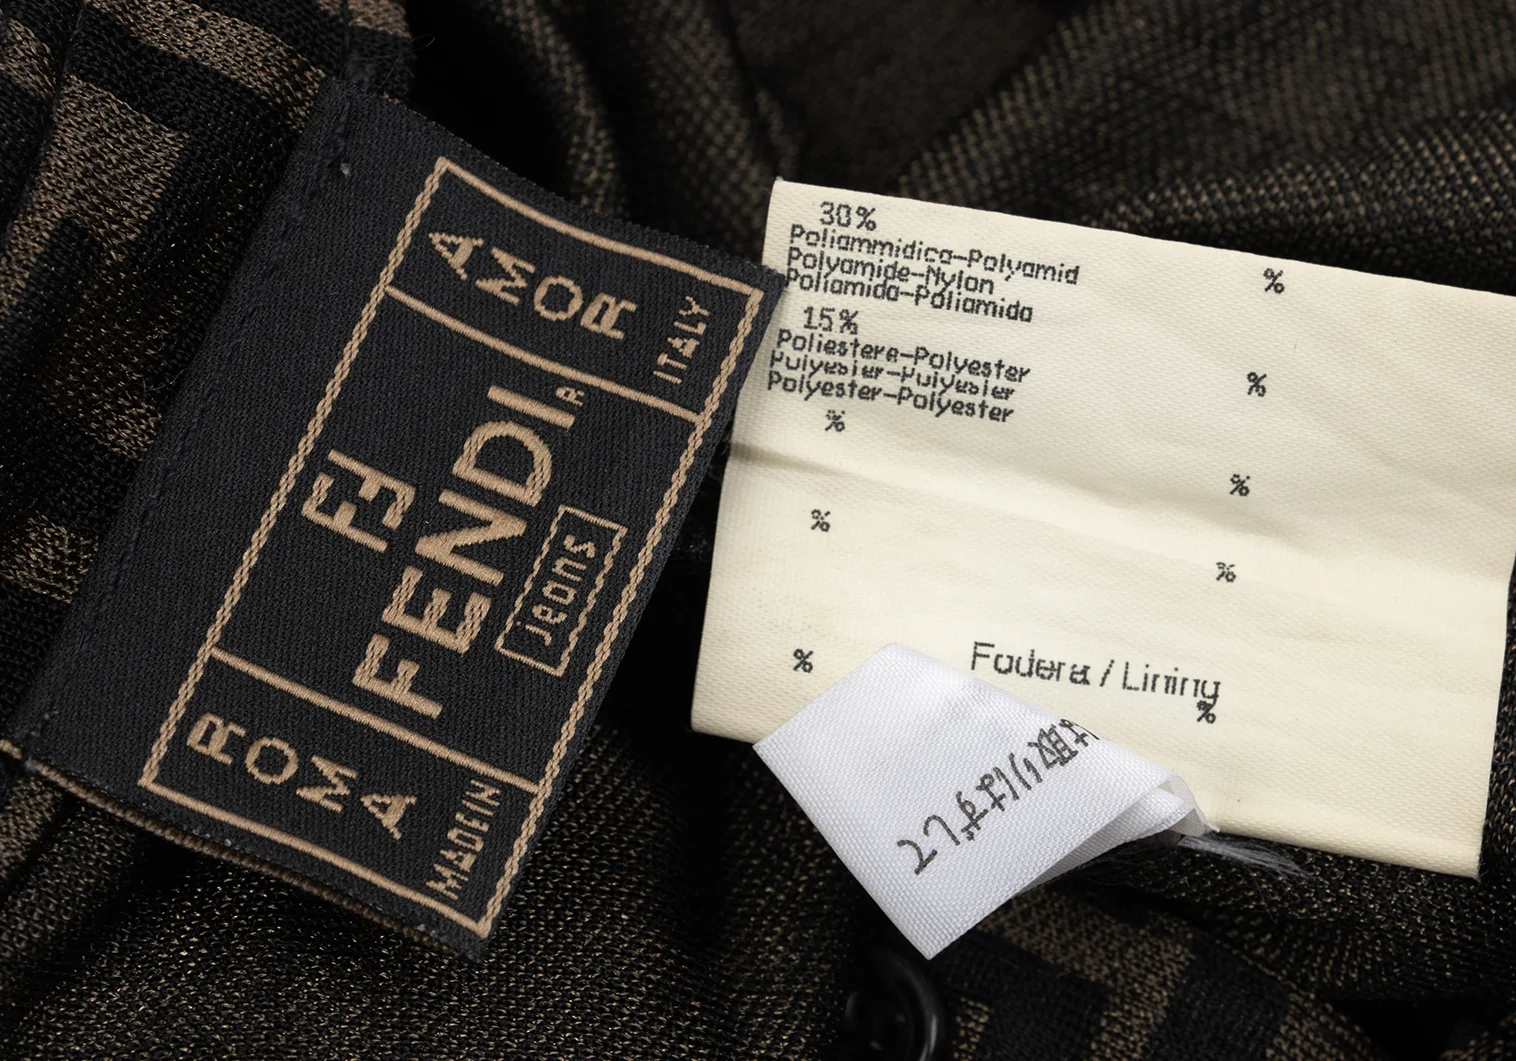 AMOR
ITALY
FF
FENDI
R
jeans
ROMA
MADE IN
30%
Poliammidica-Polyamid
Polyamide-Nylon
Poliamida-Poliamida
15%
Poliestere-Polyester
Polyester-Polyester
Polyester-Polyester
%
%
%
%
%
%
%
Fodera / Lining
%